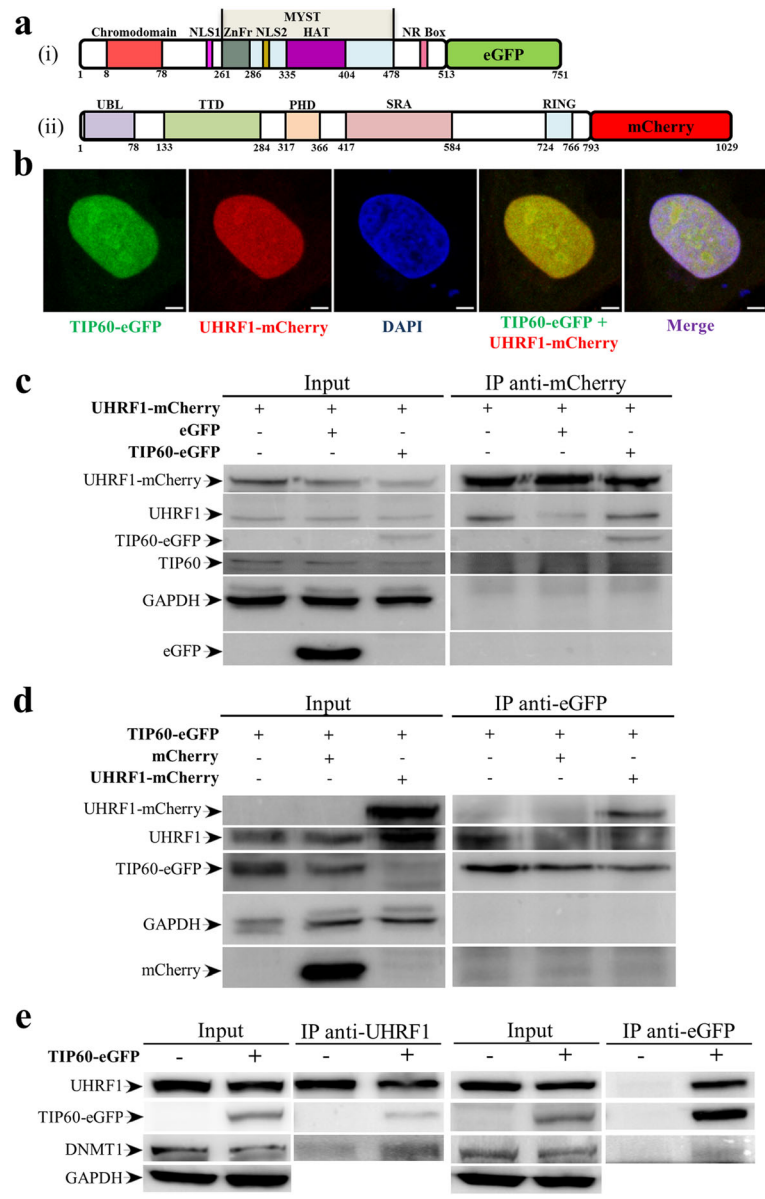 a
MYST
Chromodomain NLS1 ZnFr NLS2 HAT NR Box
(i) eGFP
1 8 78 261 286 335 404 478 513 751
UBL TTD PHD SRA RING
(ii) mCherry
1 78 133 284 317 366 417 584 724 766 793 1029
b
TIP60-eGFP UHRF1-mCherry DAPI TIP60-eGFP + Merge
UHRF1-mCherry
c
Input IP anti-mCherry
UHRF1-mCherry + + + + + +
eGFP - + - - + -
TIP60-eGFP - - + - - +
UHRF1-mCherry
UHRF1
TIP60-eGFP
TIP60
GAPDH
eGFP
d
Input IP anti-eGFP
TIP60-eGFP + + + + + +
mCherry - + - - + -
UHRF1-mCherry - - + - - +
UHRF1-mCherry
UHRF1
TIP60-eGFP
GAPDH
mCherry
e
Input IP anti-UHRF1 Input IP anti-eGFP
TIP60-eGFP - + - + - + - +
UHRF1
TIP60-eGFP
DNMT1
GAPDH